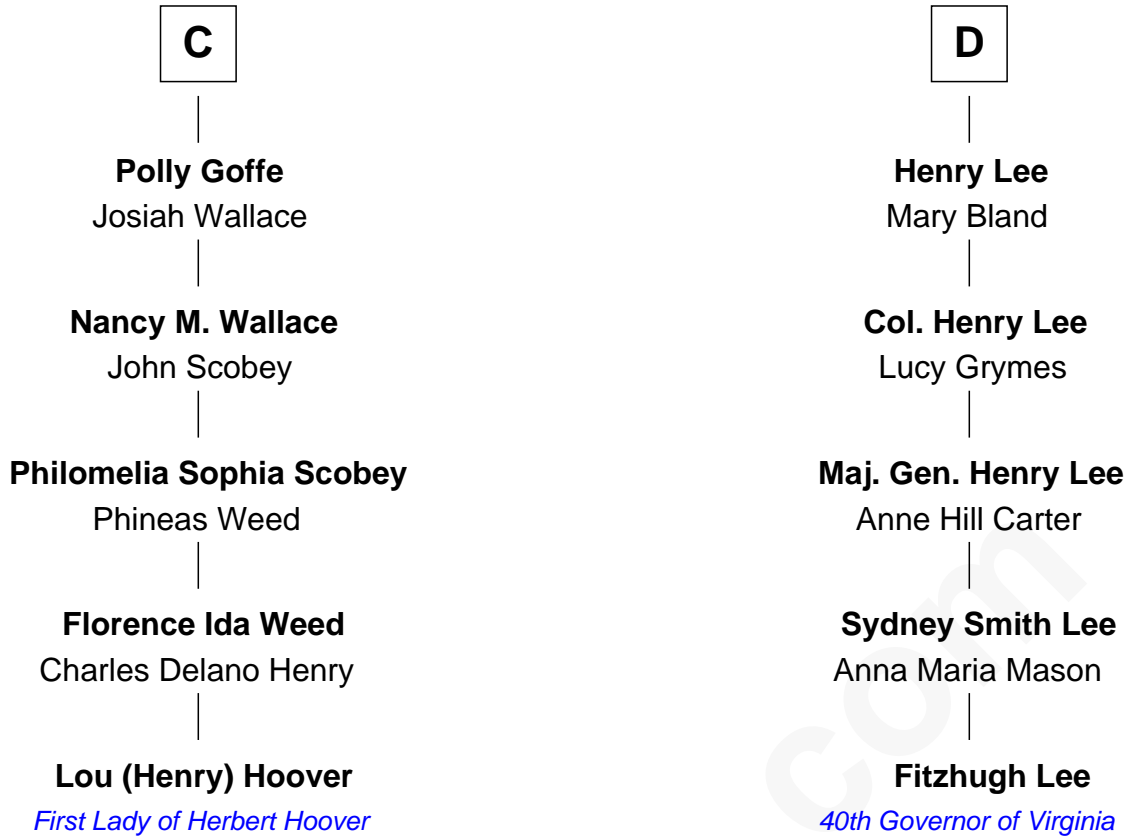 C
Polly Goffe
Josiah Wallace
Nancy M. Wallace
John Scobey
Philomelia Sophia Scobey
Phineas Weed
Florence Ida Weed
Charles Delano Henry
Lou (Henry) Hoover
First Lady of Herbert Hoover
D
Henry Lee
Mary Bland
Col. Henry Lee
Lucy Grymes
Maj. Gen. Henry Lee
Anne Hill Carter
Sydney Smith Lee
Anna Maria Mason
Fitzhugh Lee
40th Governor of Virginia
com